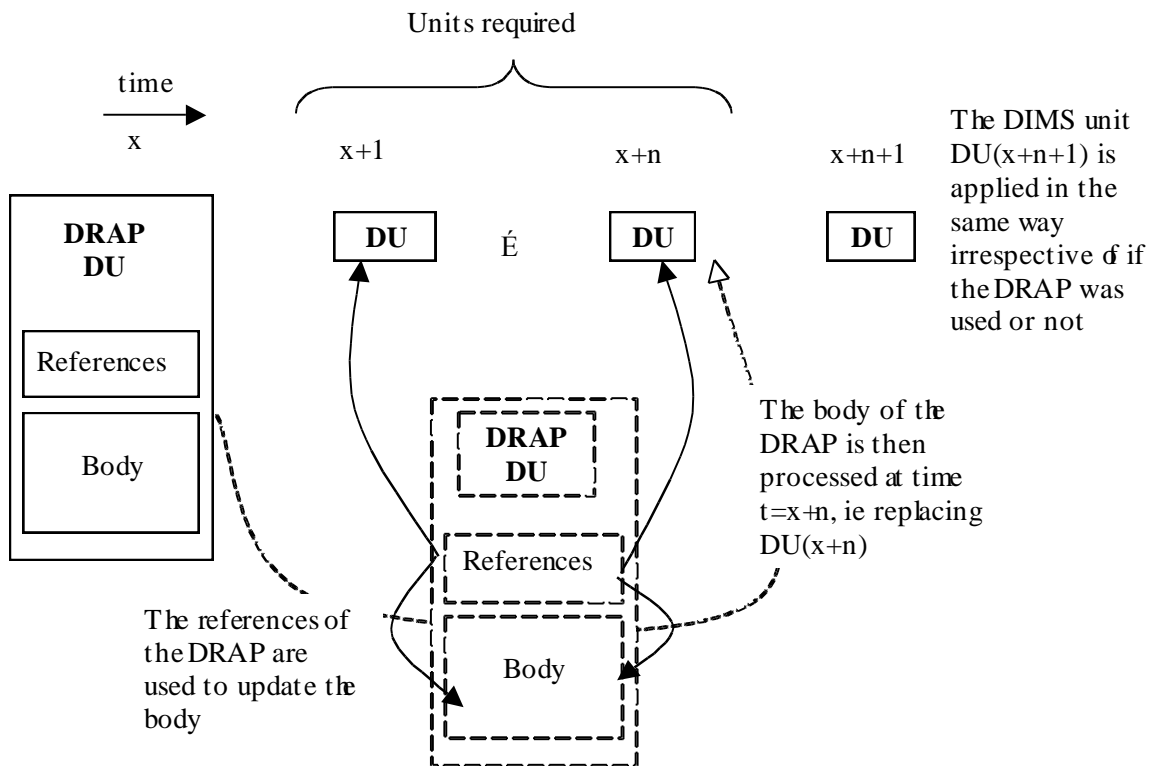 Units required
time
x
x+1
x+n
x+n+1
DRAP
DU
References
Body
DU
É
DU
DU
The DIMS unit
DU(x+n+1) is
applied in the
same way
irrespective of if
the DRAP was
used or not
DRAP
DU
References
Body
The body of the
DRAP is then
processed at time
t=x+n, ie replacing
DU(x+n)
The references of
the DRAP are
used to update the
body